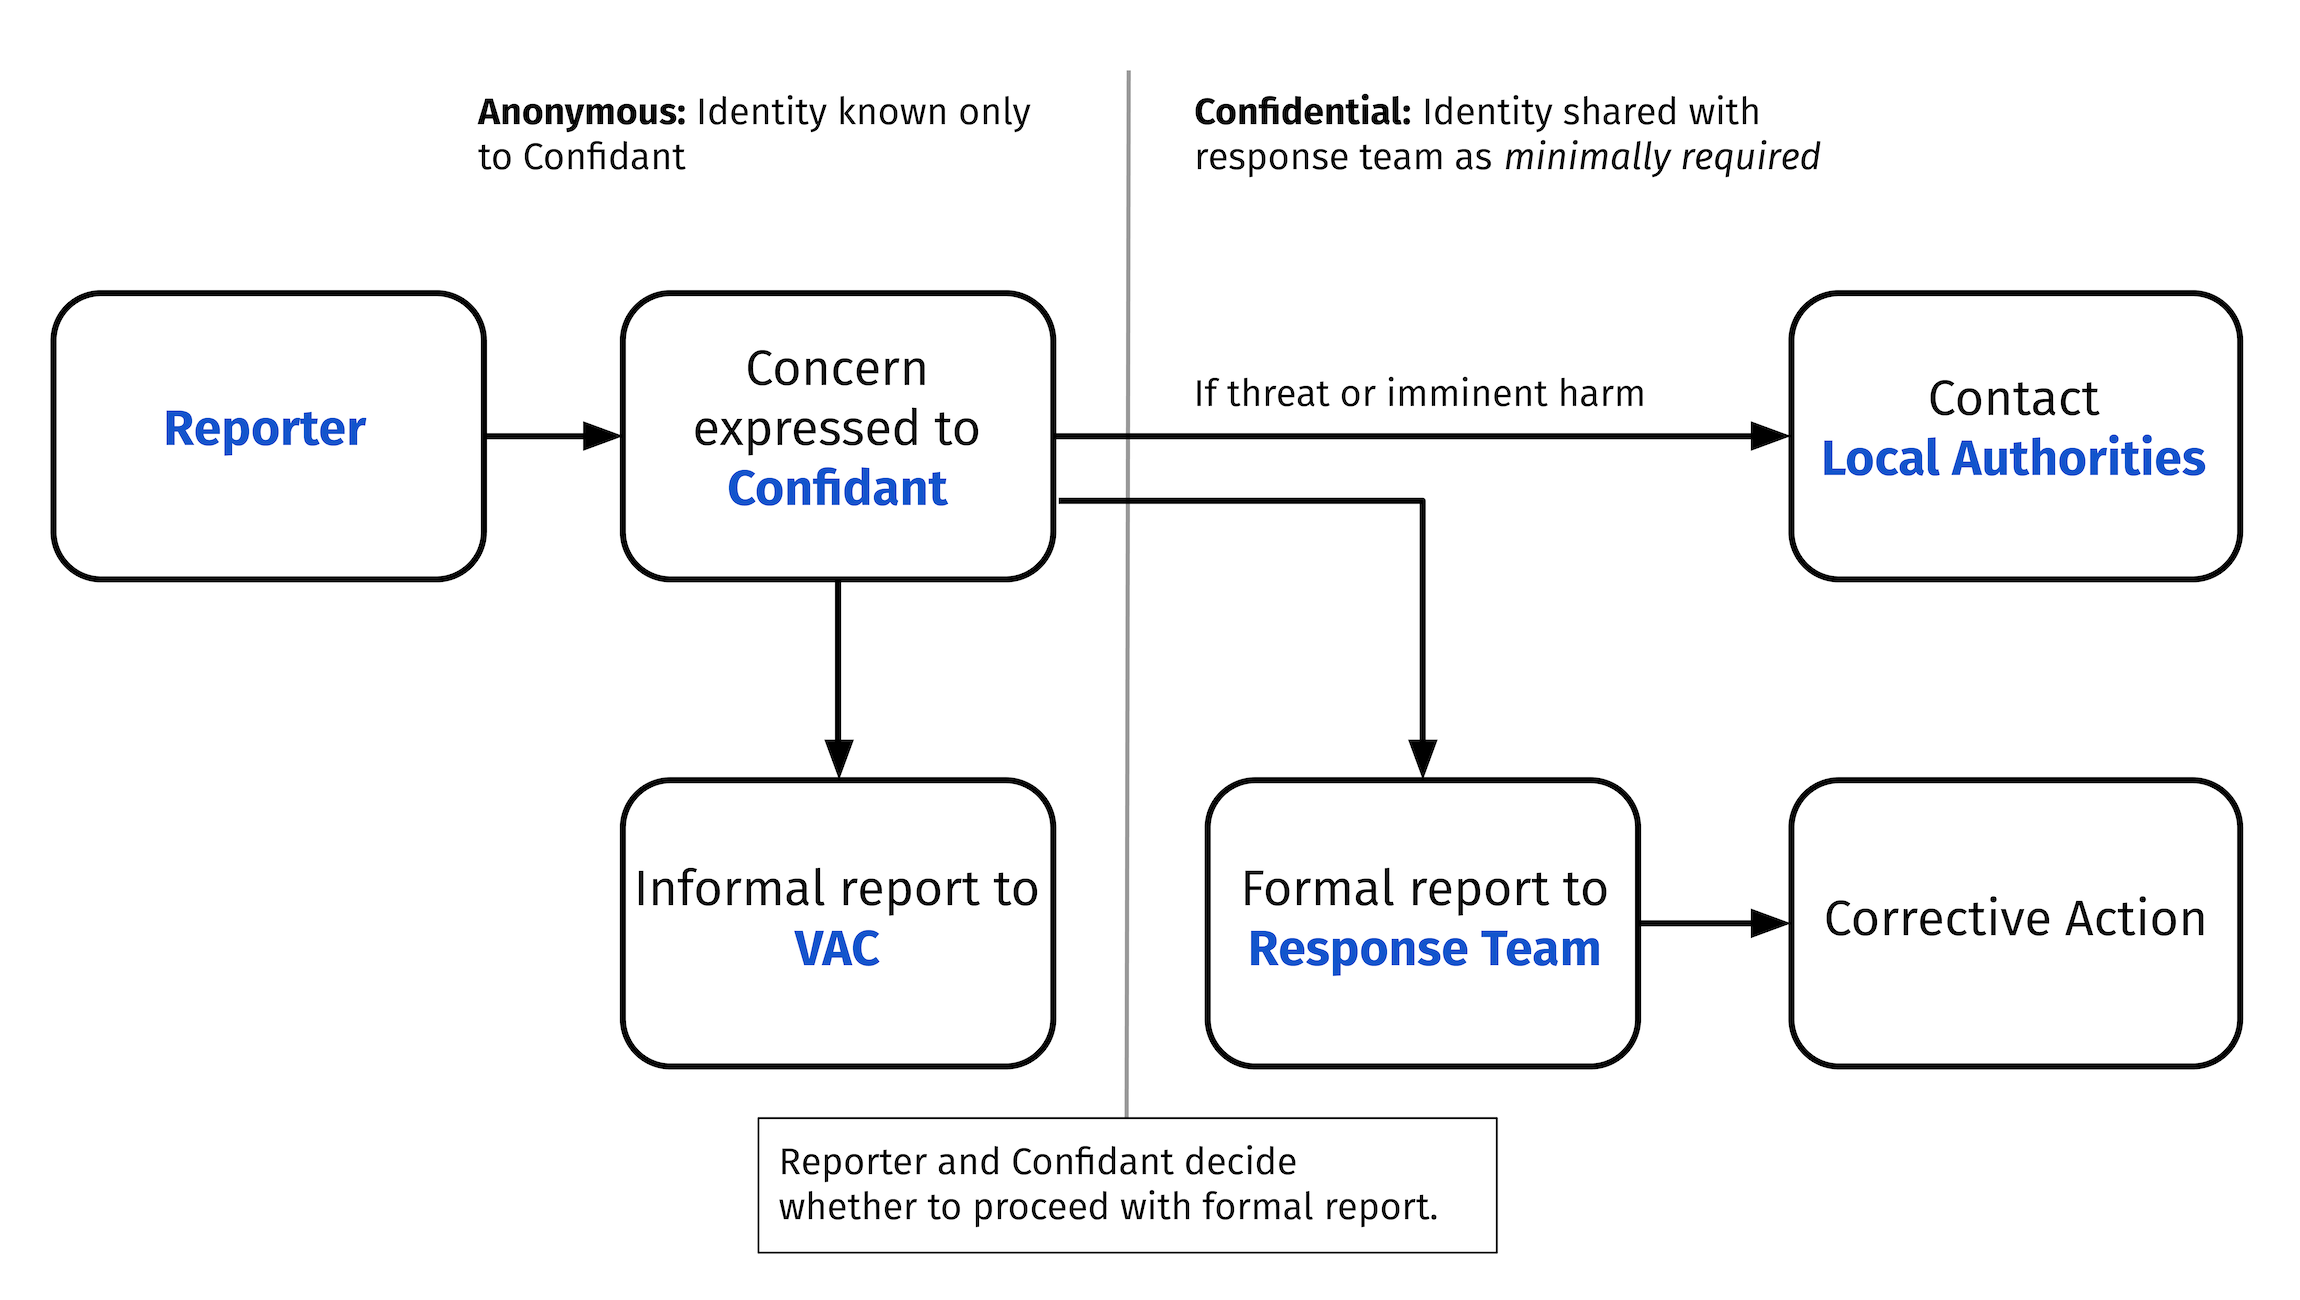 Anonymous: Identity known only
to Confidant
Confidential: Identity shared with
response team as minimally required
Reporter
Concern
expressed to
Confidant
If threat or imminent harm
Contact
Local Authorities
Informal report to
VAC
Formal report to
Response Team
Corrective Action
Reporter and Confidant decide
whether to proceed with formal report.